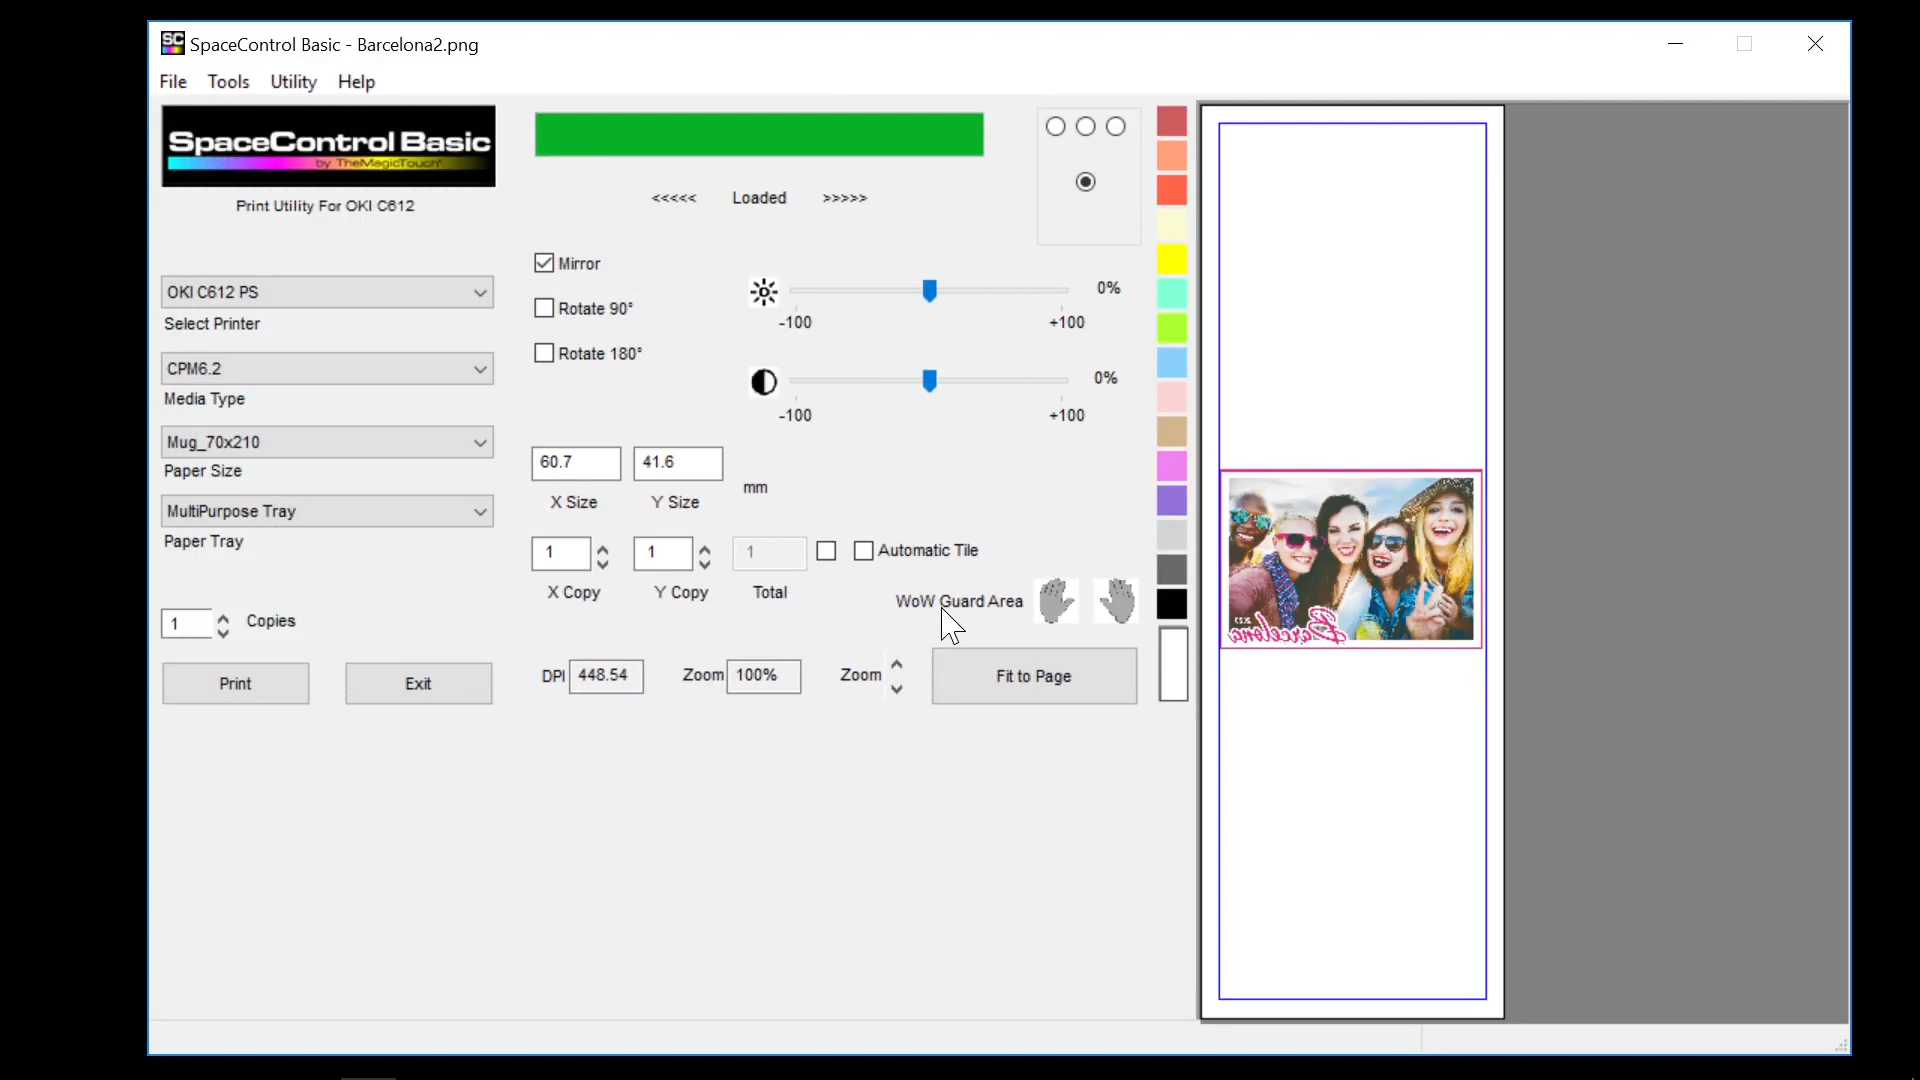 SC SpaceControl Basic - Barcelona2.png
File Tools Utility Help
SpaceControl Basic
by TheMagicTouch®
Print Utility For OKI C612
<<<<< Loaded >>>>>
OKI C612 PS
Select Printer
CPM6.2
Media Type
Mug_70x210
Paper Size
MultiPurpose Tray
Paper Tray
1 Copies
Print Exit
Mirror
Rotate 90°
Rotate 180°
0%
-100 +100
0%
-100 +100
60.7 41.6 mm
X Size Y Size
1 1 1 Automatic Tile
X Copy Y Copy Total
WoW Guard Area
DPI 448.54 Zoom 100% Zoom Fit to Page
Barcelona
2023